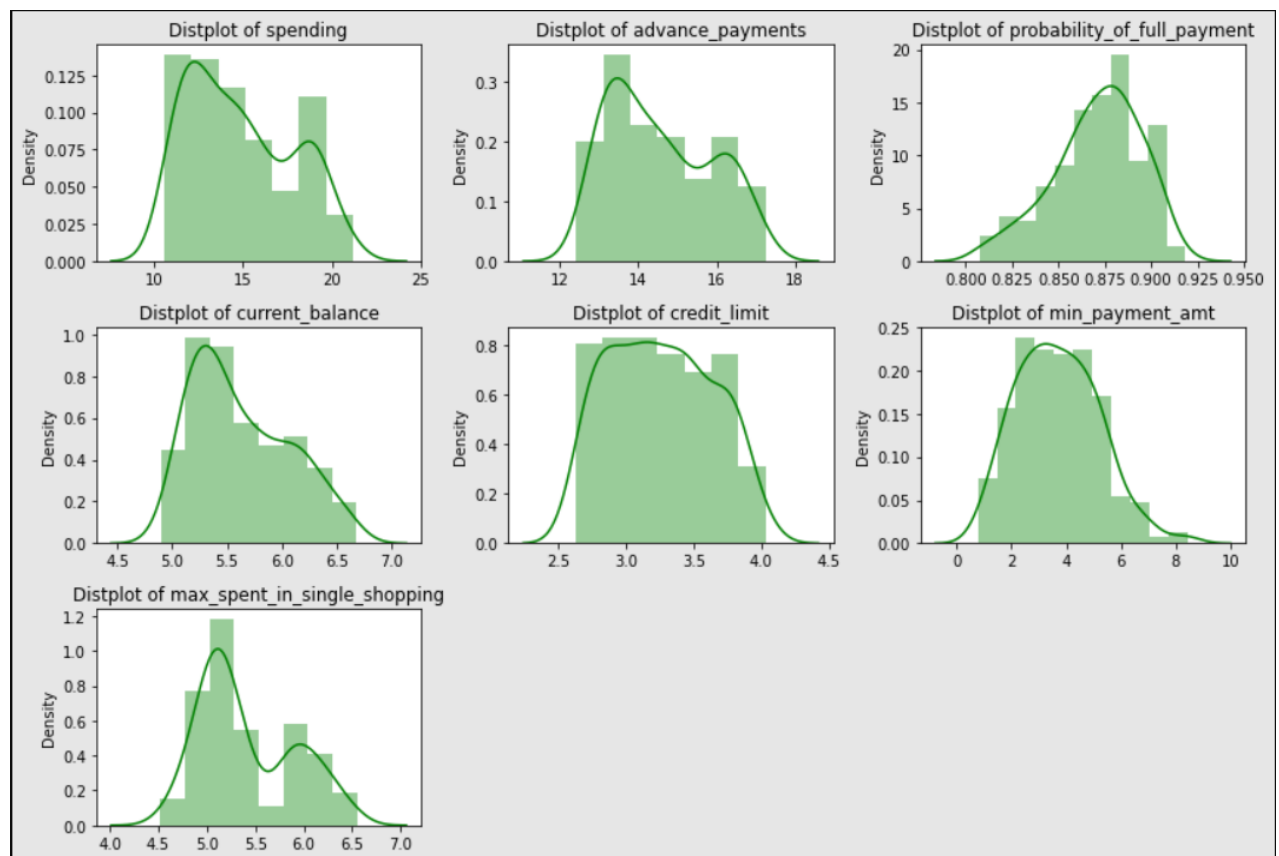 Distplot of spending
Density
0.125
0.100
0.075
0.050
0.025
0.000
10 15 20 25
Distplot of advance_payments
Density
0.3
0.2
0.1
0.0
12 14 16 18
Distplot of probability_of_full_payment
Density
20
15
10
5
0
0.800 0.825 0.850 0.875 0.900 0.925 0.950
Distplot of current_balance
Density
1.0
0.8
0.6
0.4
0.2
0.0
4.5 5.0 5.5 6.0 6.5 7.0
Distplot of credit_limit
Density
0.8
0.6
0.4
0.2
0.0
2.5 3.0 3.5 4.0 4.5
Distplot of min_payment_amt
Density
0.25
0.20
0.15
0.10
0.05
0.00
0 2 4 6 8 10
Distplot of max_spent_in_single_shopping
Density
1.2
1.0
0.8
0.6
0.4
0.2
0.0
4.0 4.5 5.0 5.5 6.0 6.5 7.0